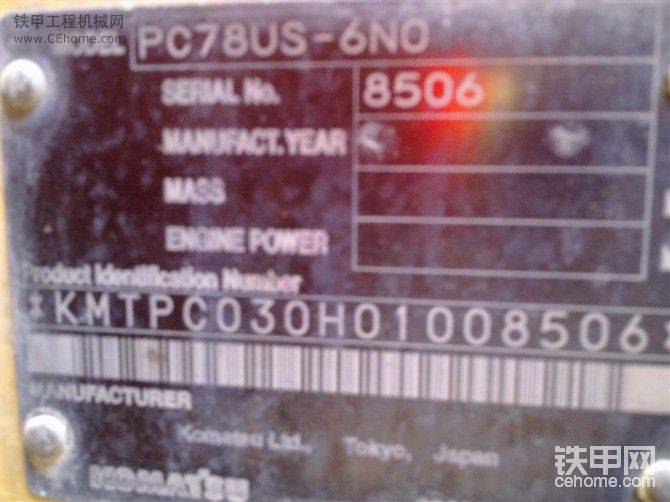 铁甲工程机械网
www.CEhome.com
PC78US-6NO
SERIAL No. 8506
MANUFACT. YEAR
MASS
ENGINE POWER
Product Identification Number
*KMTPC030H01008506*
MANUFACTURER
Komatsu Ltd., Tokyo, Japan
KOMATSU
铁甲网
CEhome.com